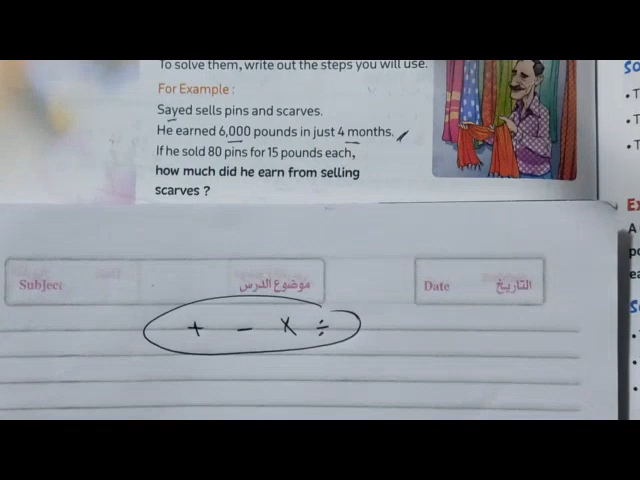 To solve them, write out the steps you will use.
For Example :
Sayed sells pins and scarves.
He earned 6,000 pounds in just 4 months.
If he sold 80 pins for 15 pounds each,
how much did he earn from selling
scarves ?
Subject موضوع الدرس
Date التاريخ
+ - × ÷